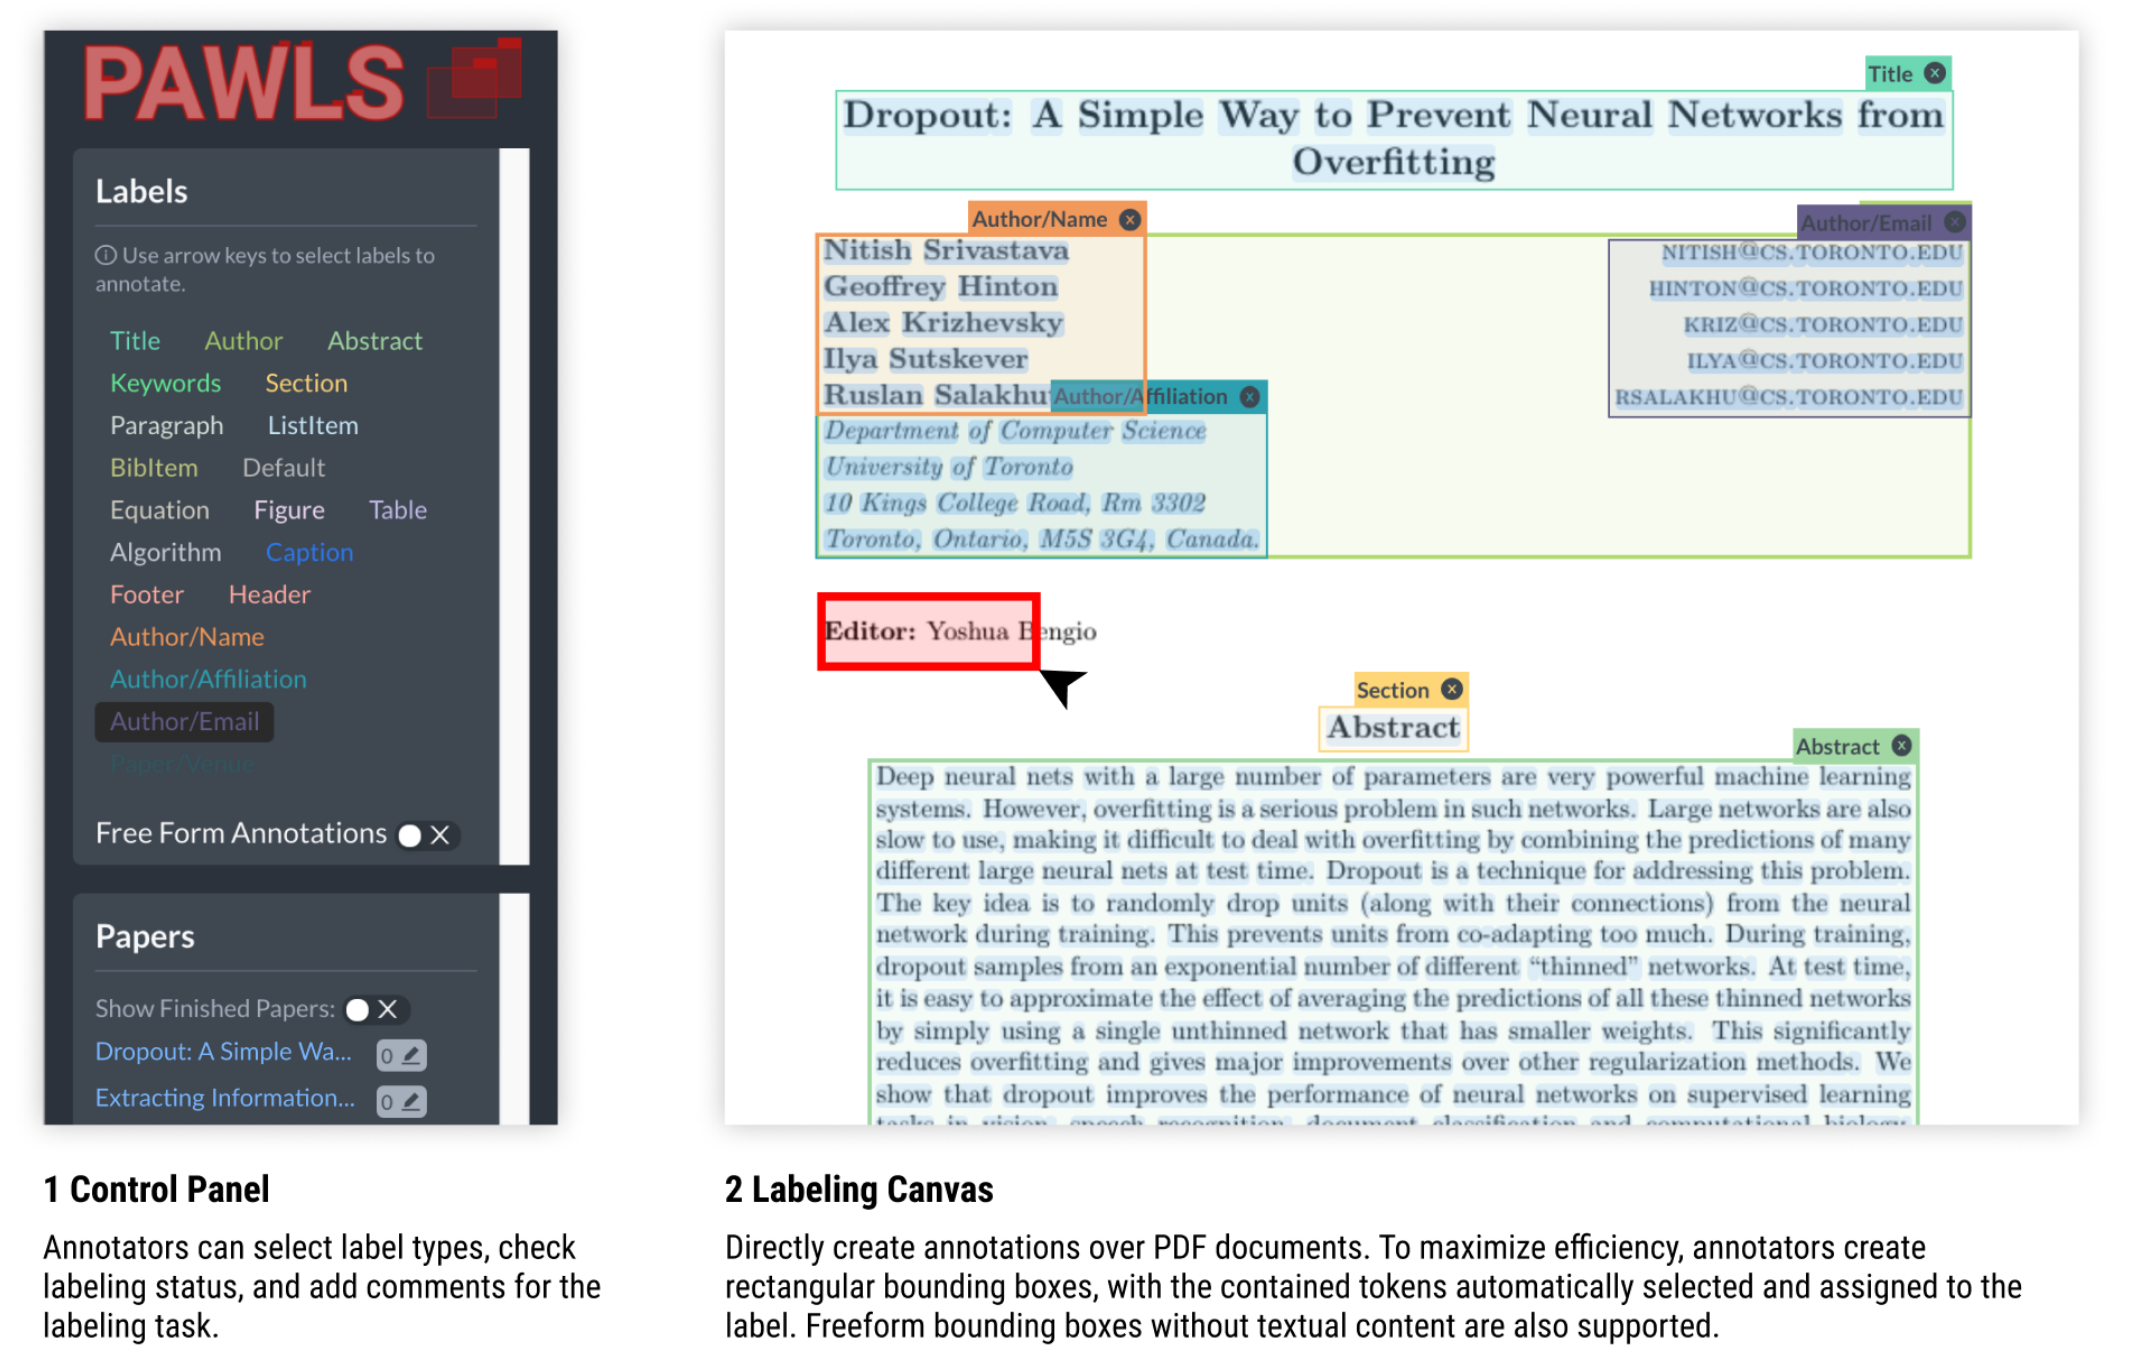 PAWLS
Labels
Use arrow keys to select labels to
annotate.
Title Author Abstract
Keywords Section
Paragraph ListItem
BibItem Default
Equation Figure Table
Algorithm Caption
Footer Header
Author/Name
Author/Affiliation
Author/Email
Paper/Venue
Free Form Annotations
Papers
Show Finished Papers:
Dropout: A Simple Wa... 0
Extracting Information... 0
1 Control Panel
Annotators can select label types, check
labeling status, and add comments for the
labeling task.
Title
Dropout: A Simple Way to Prevent Neural Networks from
Overfitting
Author/Name
Author/Email
Nitish Srivastava NITISH@CS.TORONTO.EDU
Geoffrey Hinton HINTON@CS.TORONTO.EDU
Alex Krizhevsky KRIZ@CS.TORONTO.EDU
Ilya Sutskever ILYA@CS.TORONTO.EDU
Ruslan Salakhu Author/Affiliation RSALAKHU@CS.TORONTO.EDU
Department of Computer Science
University of Toronto
10 Kings College Road, Rm 3302
Toronto, Ontario, M5S 3G4, Canada.
Editor: Yoshua Bengio
Section
Abstract
Abstract
Deep neural nets with a large number of parameters are very powerful machine learning
systems. However, overfitting is a serious problem in such networks. Large networks are also
slow to use, making it difficult to deal with overfitting by combining the predictions of many
different large neural nets at test time. Dropout is a technique for addressing this problem.
The key idea is to randomly drop units (along with their connections) from the neural
network during training. This prevents units from co-adapting too much. During training,
dropout samples from an exponential number of different “thinned” networks. At test time,
it is easy to approximate the effect of averaging the predictions of all these thinned networks
by simply using a single unthinned network that has smaller weights. This significantly
reduces overfitting and gives major improvements over other regularization methods. We
show that dropout improves the performance of neural networks on supervised learning
tasks in vision, speech recognition, document classification and computational biology,
2 Labeling Canvas
Directly create annotations over PDF documents. To maximize efficiency, annotators create
rectangular bounding boxes, with the contained tokens automatically selected and assigned to the
label. Freeform bounding boxes without textual content are also supported.